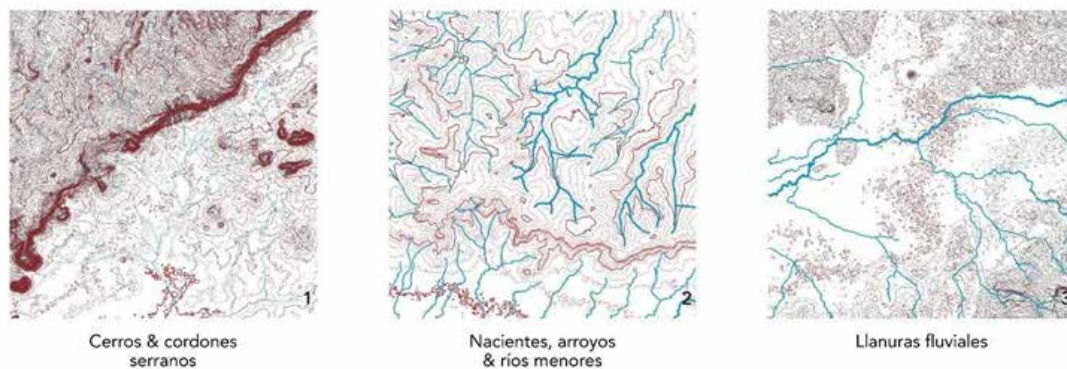 1
2
3
Cerros & cordones
serranos
Nacientes, arroyos
& ríos menores
Llanuras fluviales